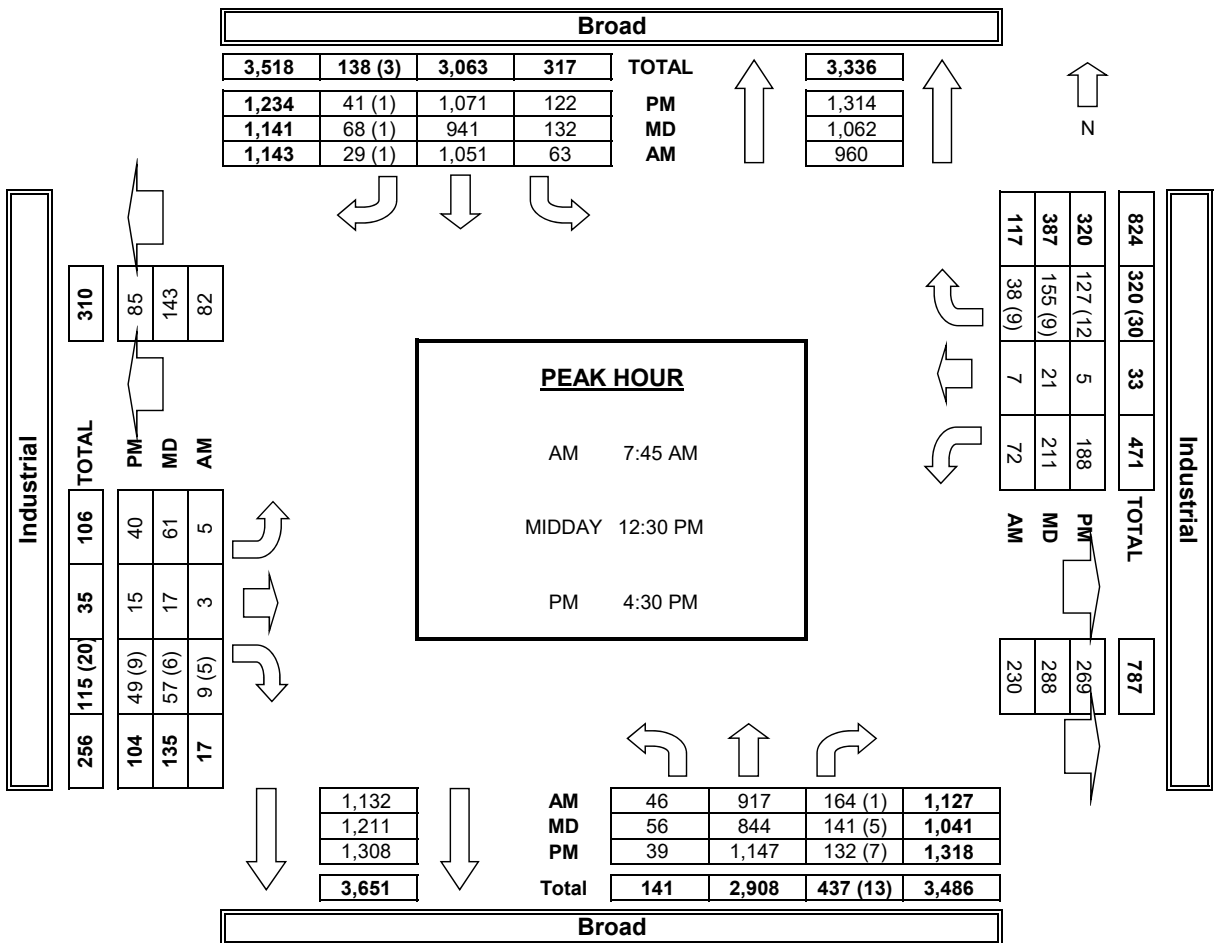 Broad
3,518 138 (3) 3,063 317 TOTAL 3,336
1,234 41 (1) 1,071 122 PM 1,314
1,141 68 (1) 941 132 MD 1,062
1,143 29 (1) 1,051 63 AM 960
N
Industrial
310 85 143 82
TOTAL PM MD AM
106 40 61 5
35 15 17 3
115 (20) 49 (9) 57 (6) 9 (5)
256 104 135 17
PEAK HOUR
AM 7:45 AM
MIDDAY 12:30 PM
PM 4:30 PM
117 387 320 824
38 (9) 155 (9) 127 (12 320 (30)
7 21 5 33
72 211 188 471
AM MD PM TOTAL
230 288 269 787
Industrial
1,132 AM 46 917 164 (1) 1,127
1,211 MD 56 844 141 (5) 1,041
1,308 PM 39 1,147 132 (7) 1,318
3,651 Total 141 2,908 437 (13) 3,486
Broad